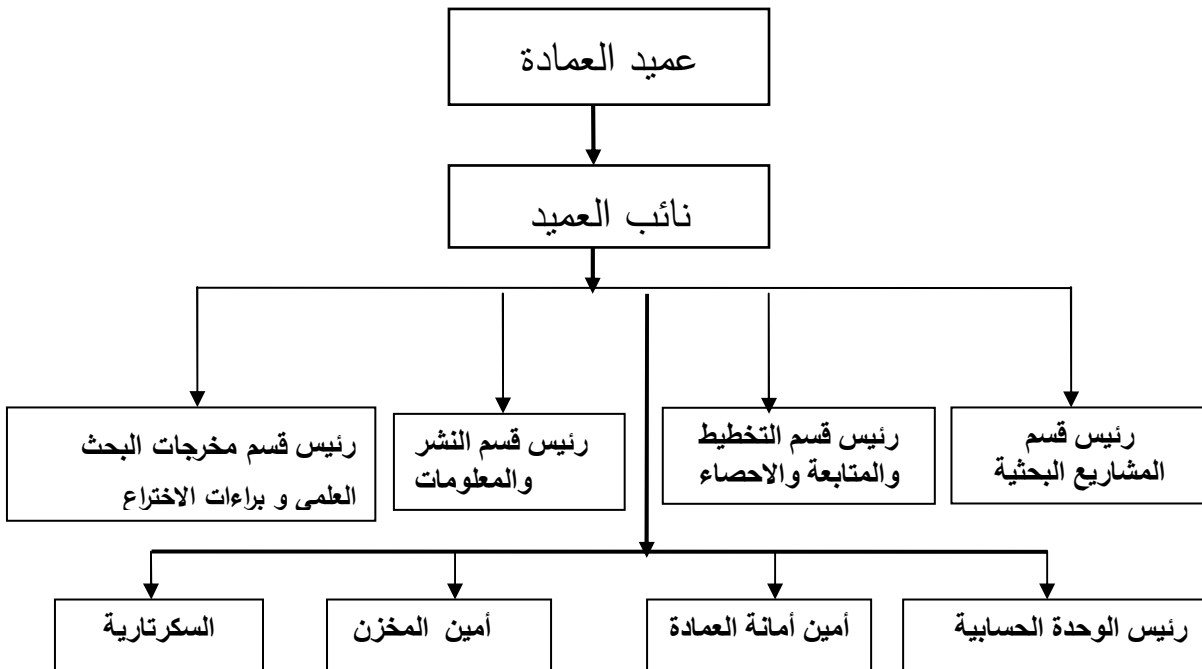 عميد العمادة
نائب العميد
رئيس قسم
المشاريع البحثية
رئيس قسم التخطيط
والمتابعة والاحصاء
رئيس قسم النشر
والمعلومات
رئيس قسم مخرجات البحث
العلمى و براءات الاختراع
رئيس الوحدة الحسابية
أمين أمانة العمادة
أمين المخزن
السكرتارية